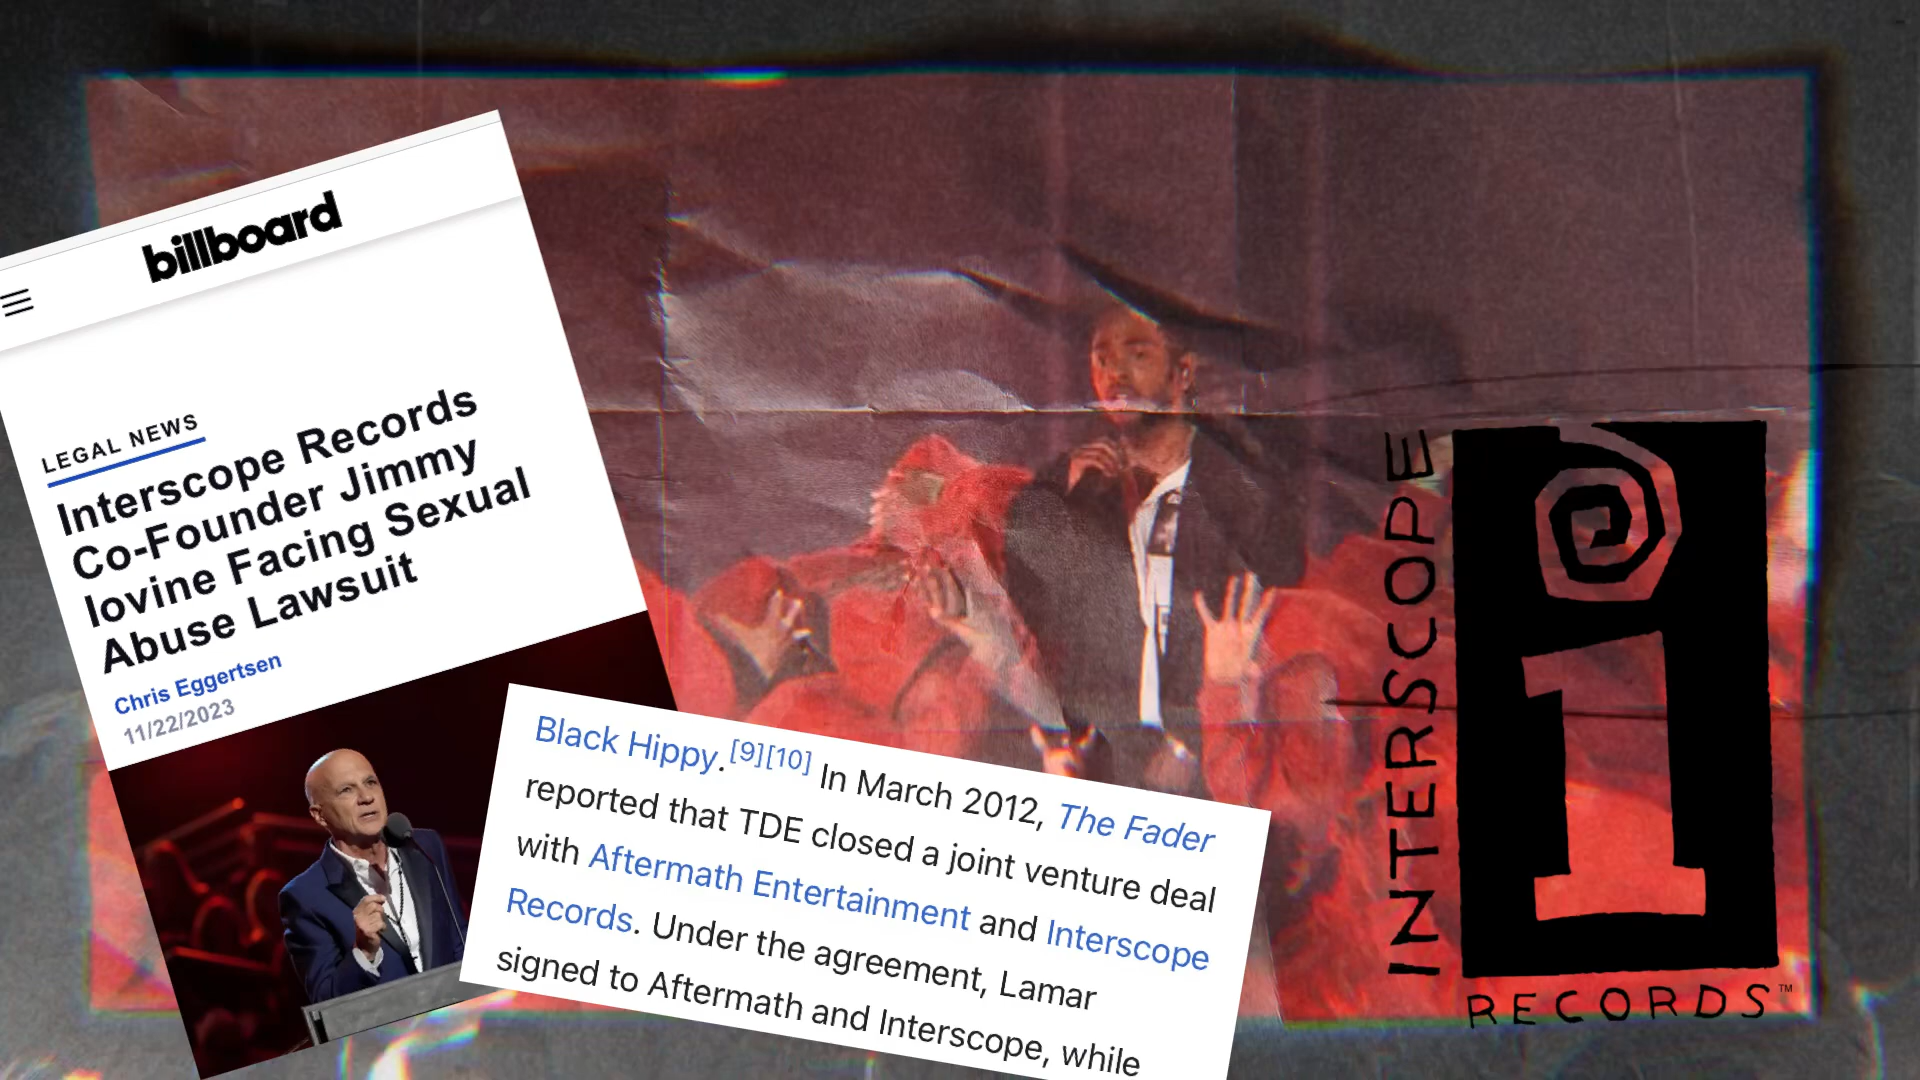 billboard
LEGAL NEWS
Interscope Records
Co-Founder Jimmy
Iovine Facing Sexual
Abuse Lawsuit
Chris Eggertsen
11/22/2023
Black Hippy.[9][10] In March 2012, The Fader
reported that TDE closed a joint venture deal
with Aftermath Entertainment and Interscope
Records. Under the agreement, Lamar
signed to Aftermath and Interscope, while
INTERSCOPE
i
RECORDS™